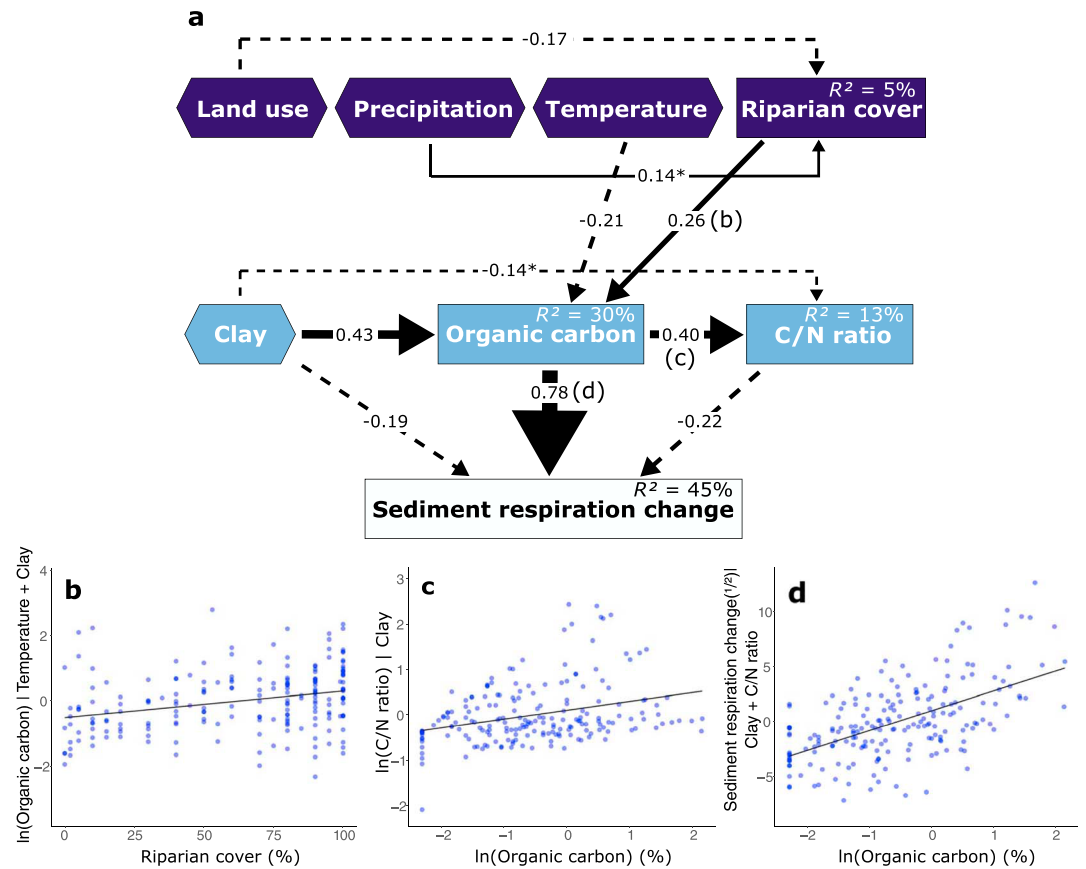 a
-0.17
R² = 5%
Land use
Precipitation
Temperature
Riparian cover
0.14*
-0.21
0.26 (b)
-0.14*
R² = 30%
R² = 13%
Clay
0.43
Organic carbon
0.40
C/N ratio
(c)
0.78 (d)
-0.19
-0.22
R² = 45%
Sediment respiration change
b
ln(Organic carbon) | Temperature + Clay
4
2
0
−2
0
25
50
75
100
Riparian cover (%)
c
ln(C/N ratio) | Clay
3
2
1
0
−1
−2
−2
−1
0
1
2
ln(Organic carbon) (%)
d
Sediment respiration change(¹/²)|
Clay + C/N ratio
10
5
0
−5
−2
−1
0
1
2
ln(Organic carbon) (%)